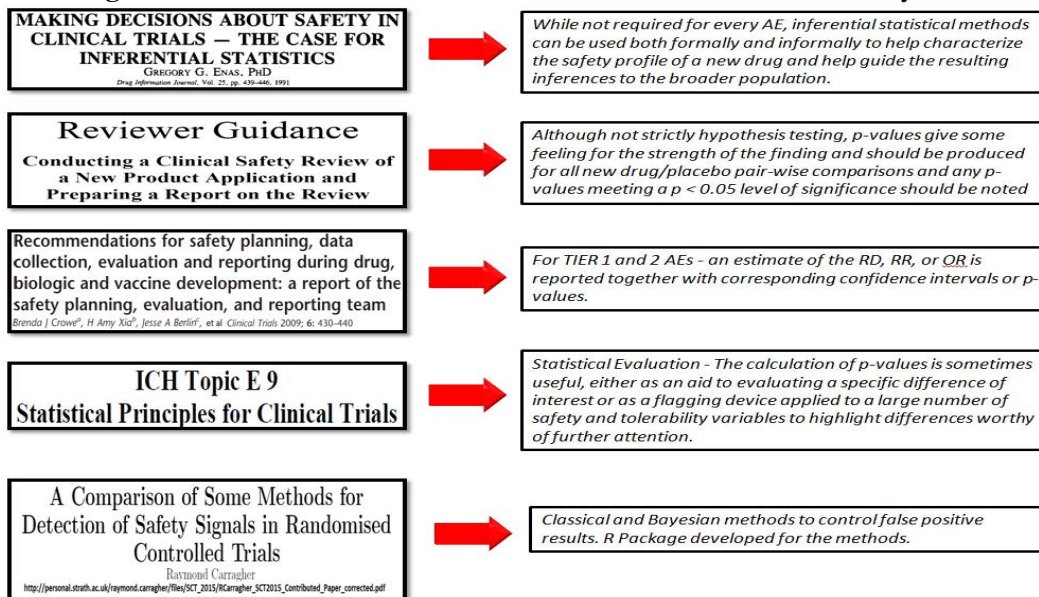 MAKING DECISIONS ABOUT SAFETY IN
CLINICAL TRIALS — THE CASE FOR
INFERENTIAL STATISTICS
GREGORY G. ENAS, PHD
Drug Information Journal, Vol. 25, pp. 439–446, 1991
While not required for every AE, inferential statistical methods
can be used both formally and informally to help characterize
the safety profile of a new drug and help guide the resulting
inferences to the broader population.
Reviewer Guidance
Conducting a Clinical Safety Review of
a New Product Application and
Preparing a Report on the Review
Although not strictly hypothesis testing, p-values give some
feeling for the strength of the finding and should be produced
for all new drug/placebo pair-wise comparisons and any p-
values meeting a p < 0.05 level of significance should be noted
Recommendations for safety planning, data
collection, evaluation and reporting during drug,
biologic and vaccine development: a report of the
safety planning, evaluation, and reporting team
Brenda J Croweᵃ, H Amy Xiaᵇ, Jesse A Berlinᶜ, et al Clinical Trials 2009; 6: 430–440
For TIER 1 and 2 AEs - an estimate of the RD, RR, or OR is
reported together with corresponding confidence intervals or p-
values.
ICH Topic E 9
Statistical Principles for Clinical Trials
Statistical Evaluation - The calculation of p-values is sometimes
useful, either as an aid to evaluating a specific difference of
interest or as a flagging device applied to a large number of
safety and tolerability variables to highlight differences worthy
of further attention.
A Comparison of Some Methods for
Detection of Safety Signals in Randomised
Controlled Trials
Raymond Carragher
http://personal.strath.ac.uk/raymond.carragher/files/SCT_2015/RCarragher_SCT2015_Contributed_Paper_corrected.pdf
Classical and Bayesian methods to control false positive
results. R Package developed for the methods.